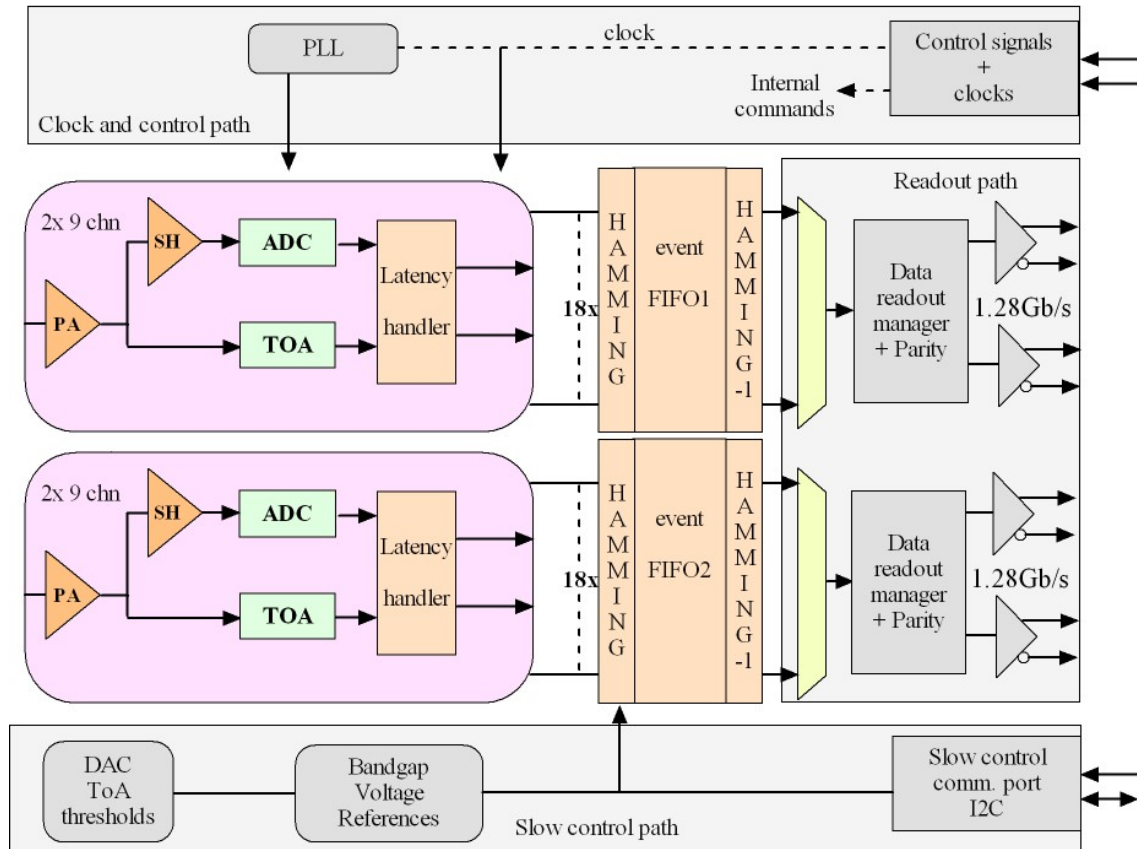 PLL
clock
Control signals
+
clocks
Internal
commands
Clock and control path
2x 9 chn
SH
ADC
PA
TOA
Latency
handler
18x
H
A
M
M
I
N
G
event
FIFO1
H
A
M
M
I
N
G
-1
Readout path
Data
readout
manager
+ Parity
1.28Gb/s
2x 9 chn
SH
ADC
PA
TOA
Latency
handler
18x
H
A
M
M
I
N
G
event
FIFO2
H
A
M
M
I
N
G
-1
Data
readout
manager
+ Parity
1.28Gb/s
DAC
ToA
thresholds
Bandgap
Voltage
References
Slow control path
Slow control
comm. port
I2C